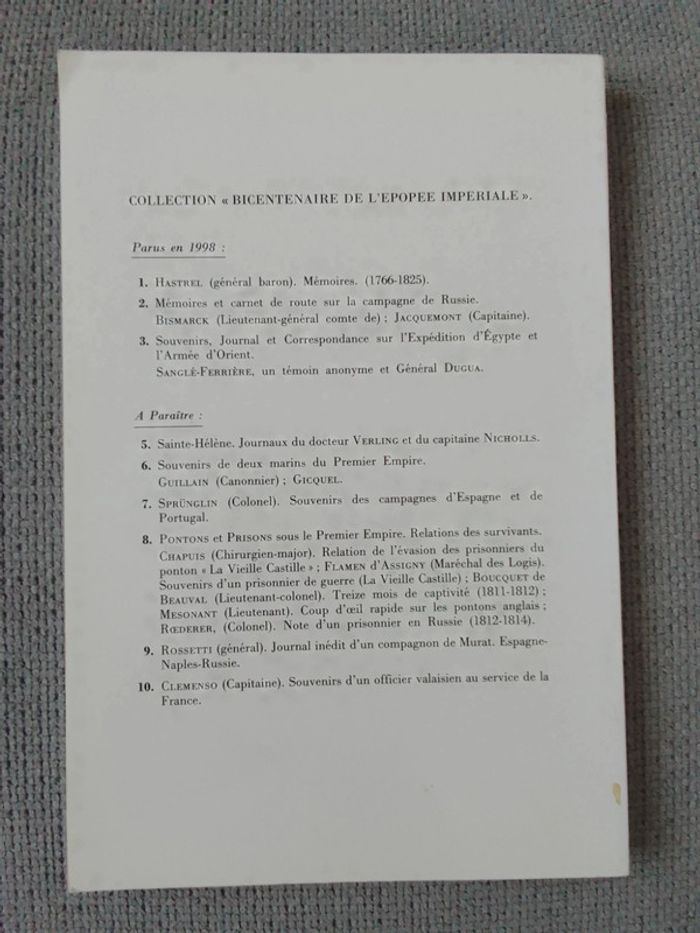 COLLECTION « BICENTENAIRE DE L'EPOPEE IMPERIALE ».
Parus en 1998 :
1. HASTREL (général baron). Mémoires. (1766-1825).
2. Mémoires et carnet de route sur la campagne de Russie.
BISMARCK (Lieutenant-général comte de) ; JACQUEMONT (Capitaine).
3. Souvenirs, Journal et Correspondance sur l'Expédition d'Égypte et
l'Armée d'Orient.
SANGLÉ-FERRIÈRE, un témoin anonyme et Général DUGUA.
A Paraître :
5. Sainte-Hélène. Journaux du docteur VERLING et du capitaine NICHOLLS.
6. Souvenirs de deux marins du Premier Empire.
GUILLAIN (Canonnier) ; GICQUEL.
7. SPRÜNGLIN (Colonel). Souvenirs des campagnes d'Espagne et de
Portugal.
8. PONTONS et PRISONS sous le Premier Empire. Relations des survivants.
CHAPUIS (Chirurgien-major). Relation de l'évasion des prisonniers du
ponton « La Vieille Castille » ; FLAMEN d'ASSIGNY (Maréchal des Logis).
Souvenirs d'un prisonnier de guerre (La Vieille Castille) ; BOUCQUET de
BEAUVAL (Lieutenant-colonel). Treize mois de captivité (1811-1812) ;
MESONANT (Lieutenant). Coup d'œil rapide sur les pontons anglais ;
RŒDERER, (Colonel). Note d'un prisonnier en Russie (1812-1814).
9. ROSSETTI (général). Journal inédit d'un compagnon de Murat. Espagne-
Naples-Russie.
10. CLEMENSO (Capitaine). Souvenirs d'un officier valaisien au service de la
France.